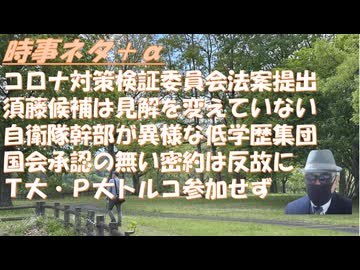 時事ネタ+α
コロナ対策検証委員会法案提出
須藤候補は見解を変えていない
自衛隊幹部が異様な低学歴集団
国会承認の無い密約は反故に
T大・P大トルコ参加せず